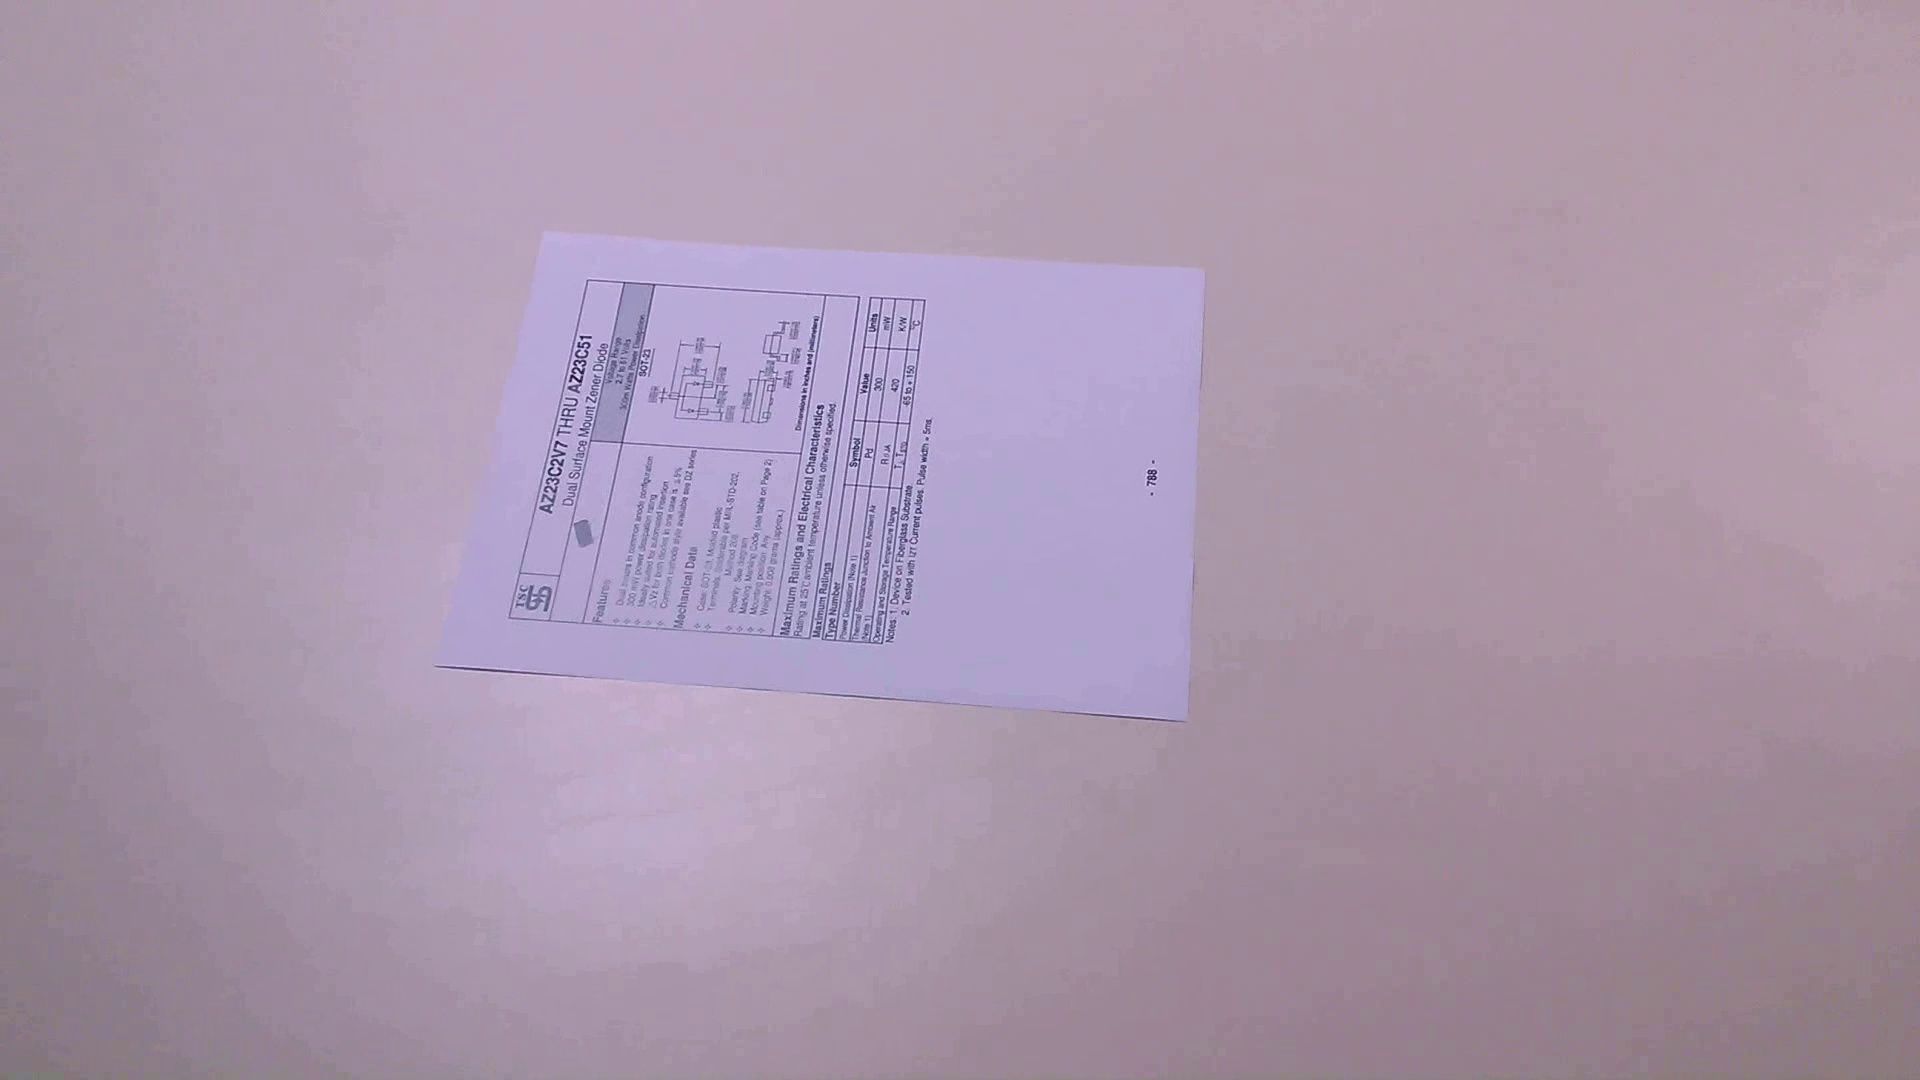 TSC
AZ23C2V7 THRU AZ23C51
Dual Surface Mount Zener Diode
Voltage Range
2.7 to 51 Volts
300m Watts Power Dissipation
SOT-23
Features
Dual zeners in common anode configuration
300 mW power dissipation rating
Ideally suited for automated insertion
△Vz for both diodes in one case is ≤ 5%
Common cathode style available see DZ series
Mechanical Data
Case: SOT-23, Molded plastic
Terminals: Solderable per MIL-STD-202,
Method 208
Polarity: See diagram
Marking: Marking Code (see table on Page 2)
Mounting position: Any
Weight: 0.008 grams (approx.)
Dimensions in inches and (millimeters)
Maximum Ratings and Electrical Characteristics
Rating at 25°C ambient temperature unless otherwise specified.
Maximum Ratings
Type Number Symbol Value Units
Power Dissipation (Note 1) Pd 300 mW
Thermal Resistance Junction to Ambient Air
(Note 1) RθJA 420 K/W
Operating and Storage Temperature Range TJ, TSTG -65 to + 150 °C
Notes: 1. Device on Fiberglass Substrate.
2. Tested with IZT Current pulses. Pulse width = 5ms.
- 788 -